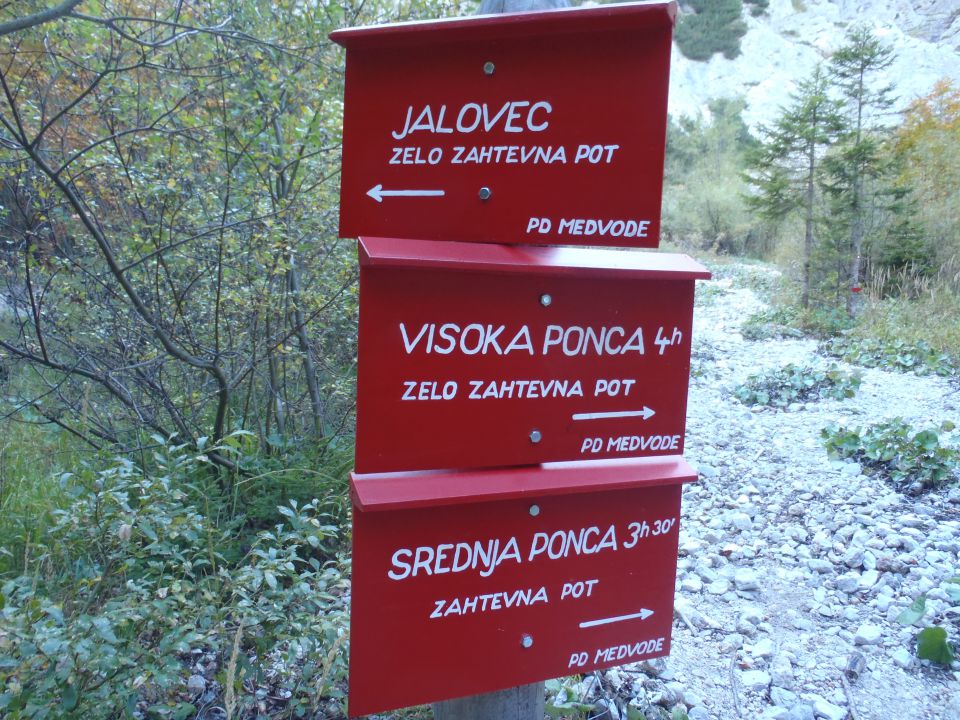 JALOVEC
ZELO ZAHTEVNA POT
PD MEDVODE
VISOKA PONCA 4h
ZELO ZAHTEVNA POT
PD MEDVODE
SREDNJA PONCA 3h 30'
ZAHTEVNA POT
PD MEDVODE